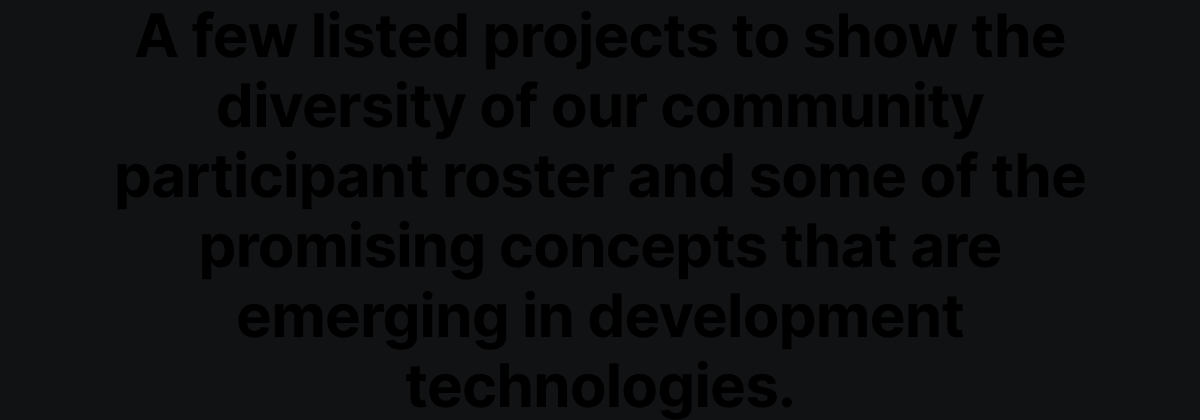 A few listed projects to show the
diversity of our community
participant roster and some of the
promising concepts that are
emerging in development
technologies.